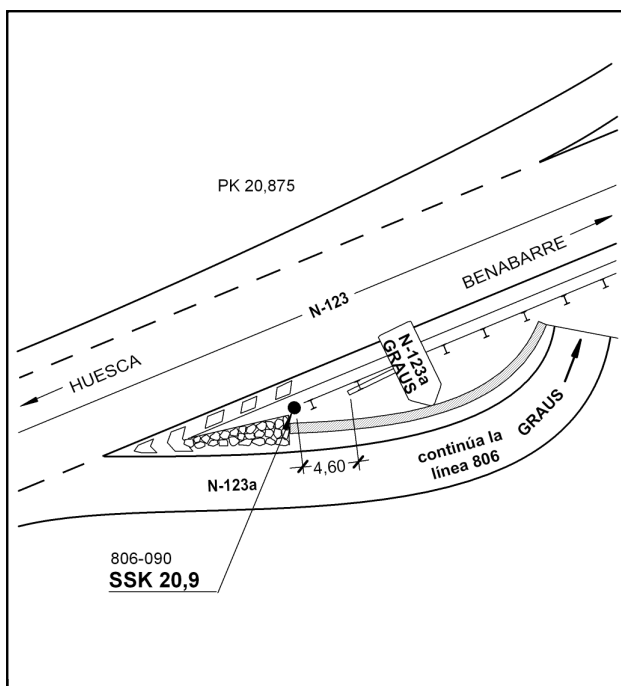 PK 20,875
BENABARRE
N-123
HUESCA
N-123a
GRAUS
continúa la
línea 806
GRAUS
4,60
N-123a
806-090
SSK 20,9